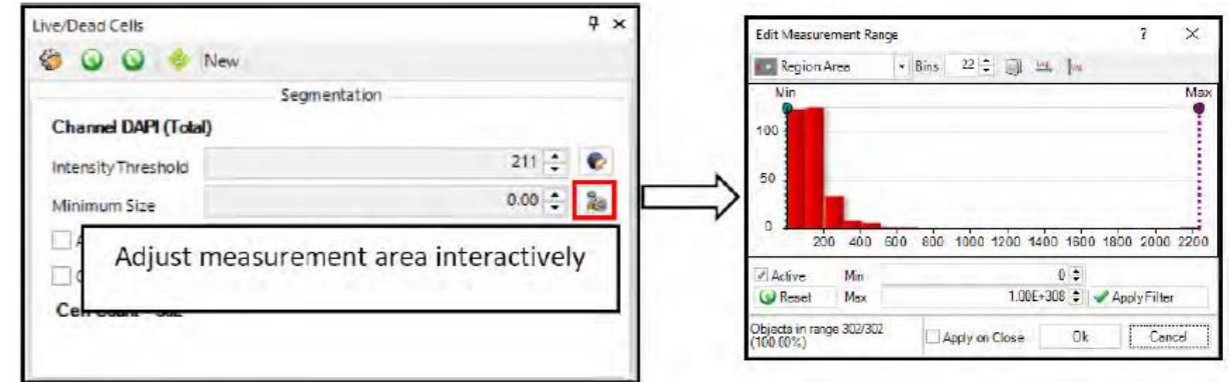 Live/Dead Cells
New
Segmentation
Channel DAPI (Total)
Intensity Threshold 211
Minimum Size 0.00
Adjust measurement area interactively
Edit Measurement Range ?
Region Area Bins 22
Min Max
100
50
0
200 400 600 800 1000 1200 1400 1600 1800 2000 2200
Active Min 0
Reset Max 1.00E+308 Apply Filter
Objects in range 302/302
(100.00%)
Apply on Close Ok Cancel